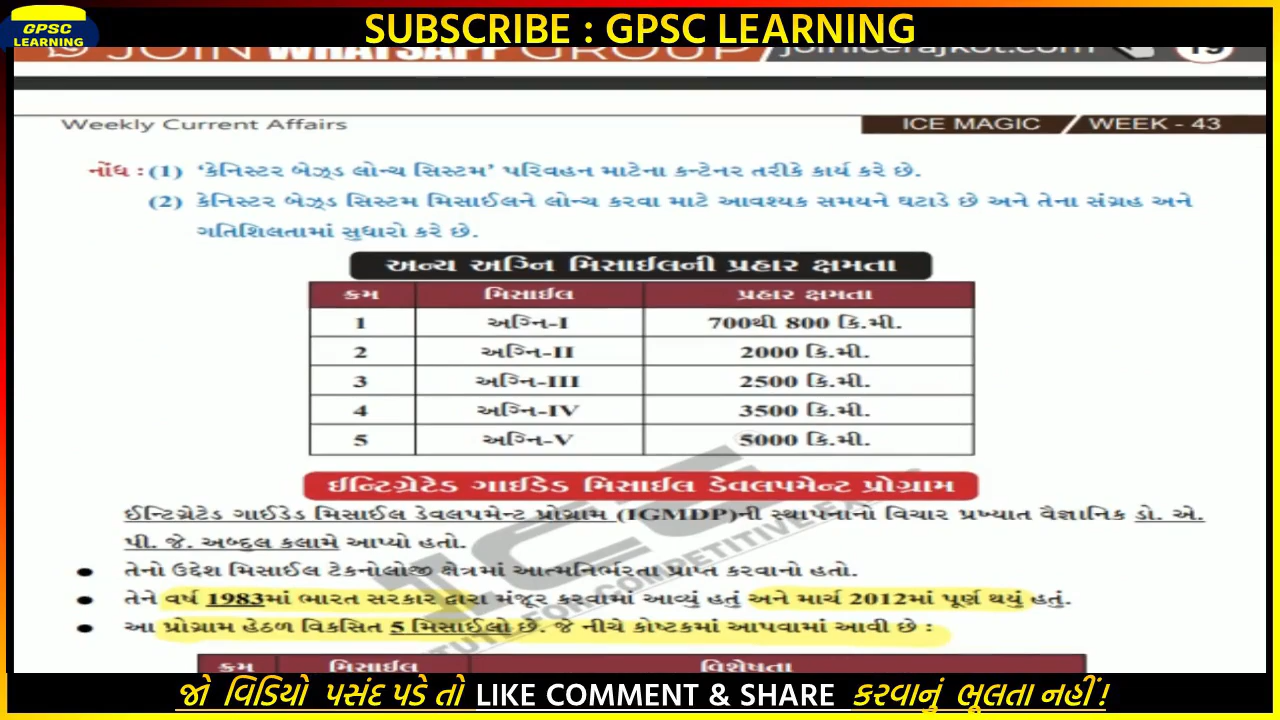 GPSC
LEARNING
SUBSCRIBE : GPSC LEARNING
JOIN WHATSAPP GROUP joinicerajkot.com 19
Weekly Current Affairs
ICE MAGIC / WEEK - 43
નોંધ : (1) ‘કેનિસ્ટર બેઝ્ડ લોન્ચ સિસ્ટમ’ પરિવહન માટેના કન્ટેનર તરીકે કાર્ય કરે છે.
(2) કેનિસ્ટર બેઝ્ડ સિસ્ટમ મિસાઈલને લોન્ચ કરવા માટે આવશ્યક સમયને ઘટાડે છે અને તેના સંગ્રહ અને
ગતિશિલતામાં સુધારો કરે છે.
અન્ય અગ્નિ મિસાઈલની પ્રહાર ક્ષમતા
ક્રમ મિસાઈલ પ્રહાર ક્ષમતા
1 અગ્નિ-I 700થી 800 કિ.મી.
2 અગ્નિ-II 2000 કિ.મી.
3 અગ્નિ-III 2500 કિ.મી.
4 અગ્નિ-IV 3500 કિ.મી.
5 અગ્નિ-V 5000 કિ.મી.
ઈન્ટિગ્રેટેડ ગાઈડેડ મિસાઈલ ડેવલપમેન્ટ પ્રોગ્રામ
ઈન્ટિગ્રેટેડ ગાઈડેડ મિસાઈલ ડેવલપમેન્ટ પ્રોગ્રામ (IGMDP)ની સ્થાપનાનો વિચાર પ્રખ્યાત વૈજ્ઞાનિક ડો. એ.
પી. જે. અબ્દુલ કલામે આપ્યો હતો.
● તેનો ઉદ્દેશ મિસાઈલ ટેકનોલોજી ક્ષેત્રમાં આત્મનિર્ભરતા પ્રાપ્ત કરવાનો હતો.
● તેને વર્ષ 1983માં ભારત સરકાર દ્વારા મંજૂર કરવામાં આવ્યું હતું અને માર્ચ 2012માં પૂર્ણ થયું હતું.
● આ પ્રોગ્રામ હેઠળ વિકસિત 5 મિસાઈલો છે. જે નીચે કોષ્ટકમાં આપવામાં આવી છે :
ક્રમ મિસાઈલ વિશેષતા
જો વિડિયો પસંદ પડે તો LIKE COMMENT & SHARE કરવાનું ભૂલતા નહીં!